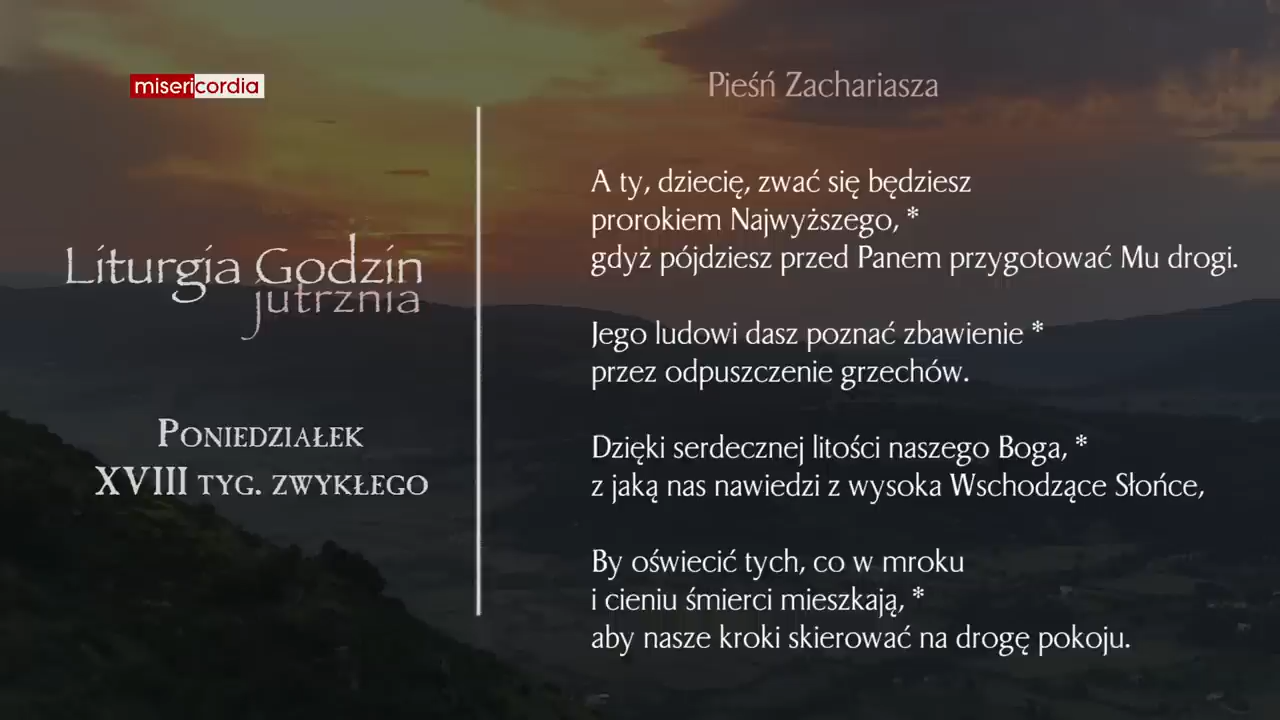 misericordia
Liturgia Godzin
jutrznia
Poniedziałek
XVIII tyg. zwykłego
Pieśń Zachariasza
A ty, dziecię, zwać się będziesz
prorokiem Najwyższego, *
gdyż pójdziesz przed Panem przygotować Mu drogi.
Jego ludowi dasz poznać zbawienie *
przez odpuszczenie grzechów.
Dzięki serdecznej litości naszego Boga, *
z jaką nas nawiedzi z wysoka Wschodzące Słońce,
By oświecić tych, co w mroku
i cieniu śmierci mieszkają, *
aby nasze kroki skierować na drogę pokoju.